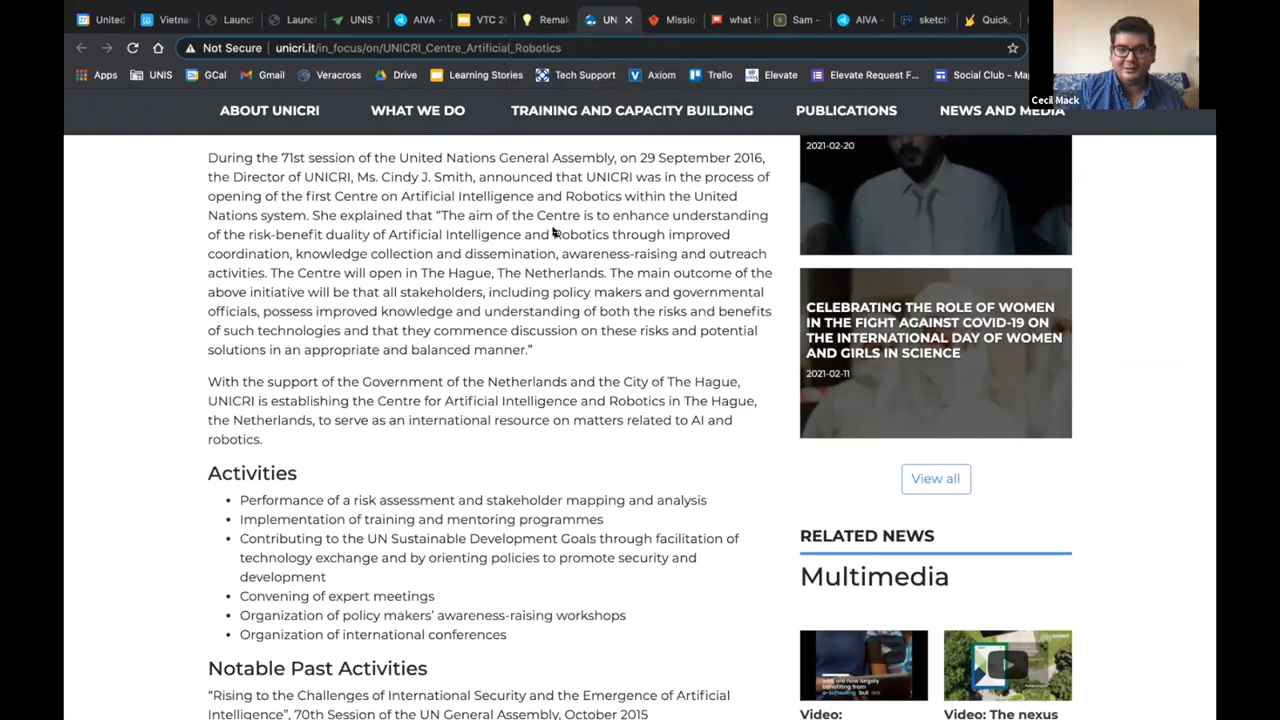 United
Vietna
Launcl
Launcl
UNIS T
AIVA -
VTC 2
Remak
UN
Missio
what is
Sam -
AIVA -
sketch
Quick,
Not Secure
unicri.it/in_focus/on/UNICRI_Centre_Artificial_Robotics
Apps
UNIS
GCal
Gmail
Veracross
Drive
Learning Stories
Tech Support
Axiom
Trello
Elevate
Elevate Request F...
Social Club - Map
Cecil Mack
ABOUT UNICRI
WHAT WE DO
TRAINING AND CAPACITY BUILDING
PUBLICATIONS
NEWS AND MEDIA
During the 71st session of the United Nations General Assembly, on 29 September 2016,
the Director of UNICRI, Ms. Cindy J. Smith, announced that UNICRI was in the process of
opening of the first Centre on Artificial Intelligence and Robotics within the United
Nations system. She explained that “The aim of the Centre is to enhance understanding
of the risk-benefit duality of Artificial Intelligence and Robotics through improved
coordination, knowledge collection and dissemination, awareness-raising and outreach
activities. The Centre will open in The Hague, The Netherlands. The main outcome of the
above initiative will be that all stakeholders, including policy makers and governmental
officials, possess improved knowledge and understanding of both the risks and benefits
of such technologies and that they commence discussion on these risks and potential
solutions in an appropriate and balanced manner.”
With the support of the Government of the Netherlands and the City of The Hague,
UNICRI is establishing the Centre for Artificial Intelligence and Robotics in The Hague,
the Netherlands, to serve as an international resource on matters related to AI and
robotics.
Activities
• Performance of a risk assessment and stakeholder mapping and analysis
• Implementation of training and mentoring programmes
• Contributing to the UN Sustainable Development Goals through facilitation of
technology exchange and by orienting policies to promote security and
development
• Convening of expert meetings
• Organization of policy makers’ awareness-raising workshops
• Organization of international conferences
Notable Past Activities
“Rising to the Challenges of International Security and the Emergence of Artificial
Intelligence”, 70th Session of the UN General Assembly, October 2015
2021-02-20
CELEBRATING THE ROLE OF WOMEN
IN THE FIGHT AGAINST COVID-19 ON
THE INTERNATIONAL DAY OF WOMEN
AND GIRLS IN SCIENCE
2021-02-11
View all
RELATED NEWS
Multimedia
Video:
Video: The nexus